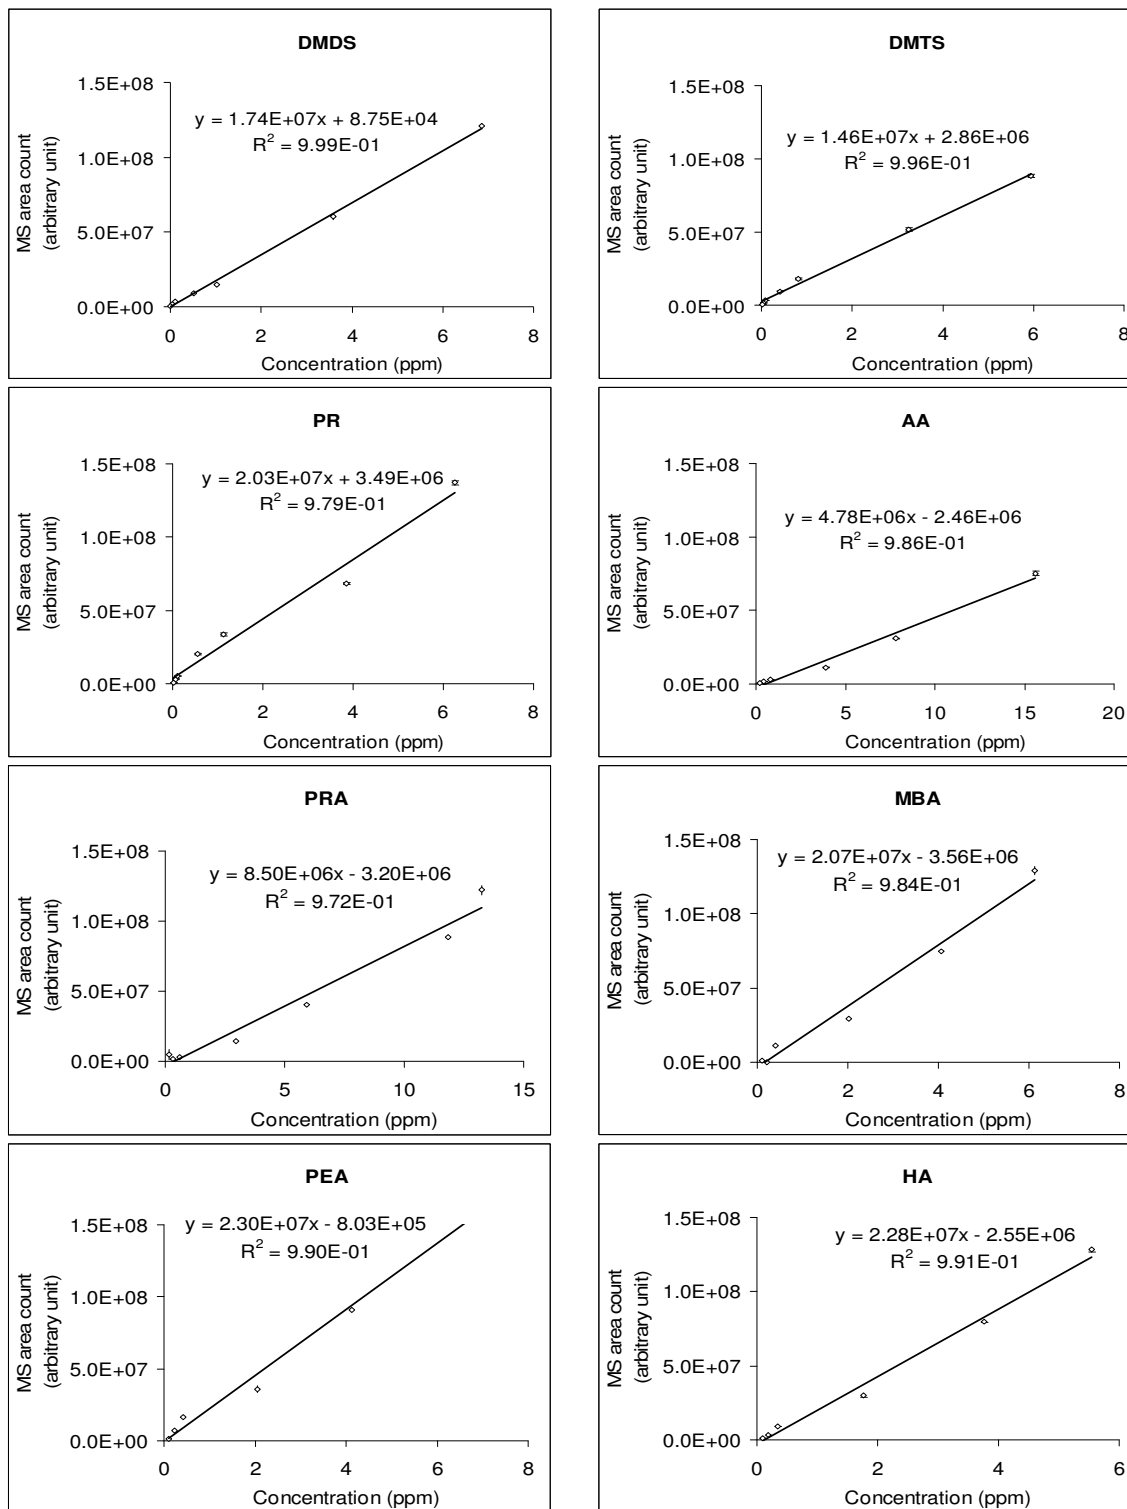 DMDS
1.5E+08
1.0E+08
5.0E+07
0.0E+00
MS area count
(arbitrary unit)
y = 1.74E+07x + 8.75E+04
R² = 9.99E-01
0 2 4 6 8
Concentration (ppm)
DMTS
1.5E+08
1.0E+08
5.0E+07
0.0E+00
MS area count
(arbitrary unit)
y = 1.46E+07x + 2.86E+06
R² = 9.96E-01
0 2 4 6 8
Concentration (ppm)
PR
1.5E+08
1.0E+08
5.0E+07
0.0E+00
MS area count
(arbitrary unit)
y = 2.03E+07x + 3.49E+06
R² = 9.79E-01
0 2 4 6 8
Concentration (ppm)
AA
1.5E+08
1.0E+08
5.0E+07
0.0E+00
MS area count
(arbitrary unit)
y = 4.78E+06x - 2.46E+06
R² = 9.86E-01
0 5 10 15 20
Concentration (ppm)
PRA
1.5E+08
1.0E+08
5.0E+07
0.0E+00
MS area count
(arbitrary unit)
y = 8.50E+06x - 3.20E+06
R² = 9.72E-01
0 5 10 15
Concentration (ppm)
MBA
1.5E+08
1.0E+08
5.0E+07
0.0E+00
MS area count
(arbitrary unit)
y = 2.07E+07x - 3.56E+06
R² = 9.84E-01
0 2 4 6 8
Concentration (ppm)
PEA
1.5E+08
1.0E+08
5.0E+07
0.0E+00
MS area count
(arbitrary unit)
y = 2.30E+07x - 8.03E+05
R² = 9.90E-01
0 2 4 6 8
Concentration (ppm)
HA
1.5E+08
1.0E+08
5.0E+07
0.0E+00
MS area count
(arbitrary unit)
y = 2.28E+07x - 2.55E+06
R² = 9.91E-01
0 2 4 6
Concentration (ppm)